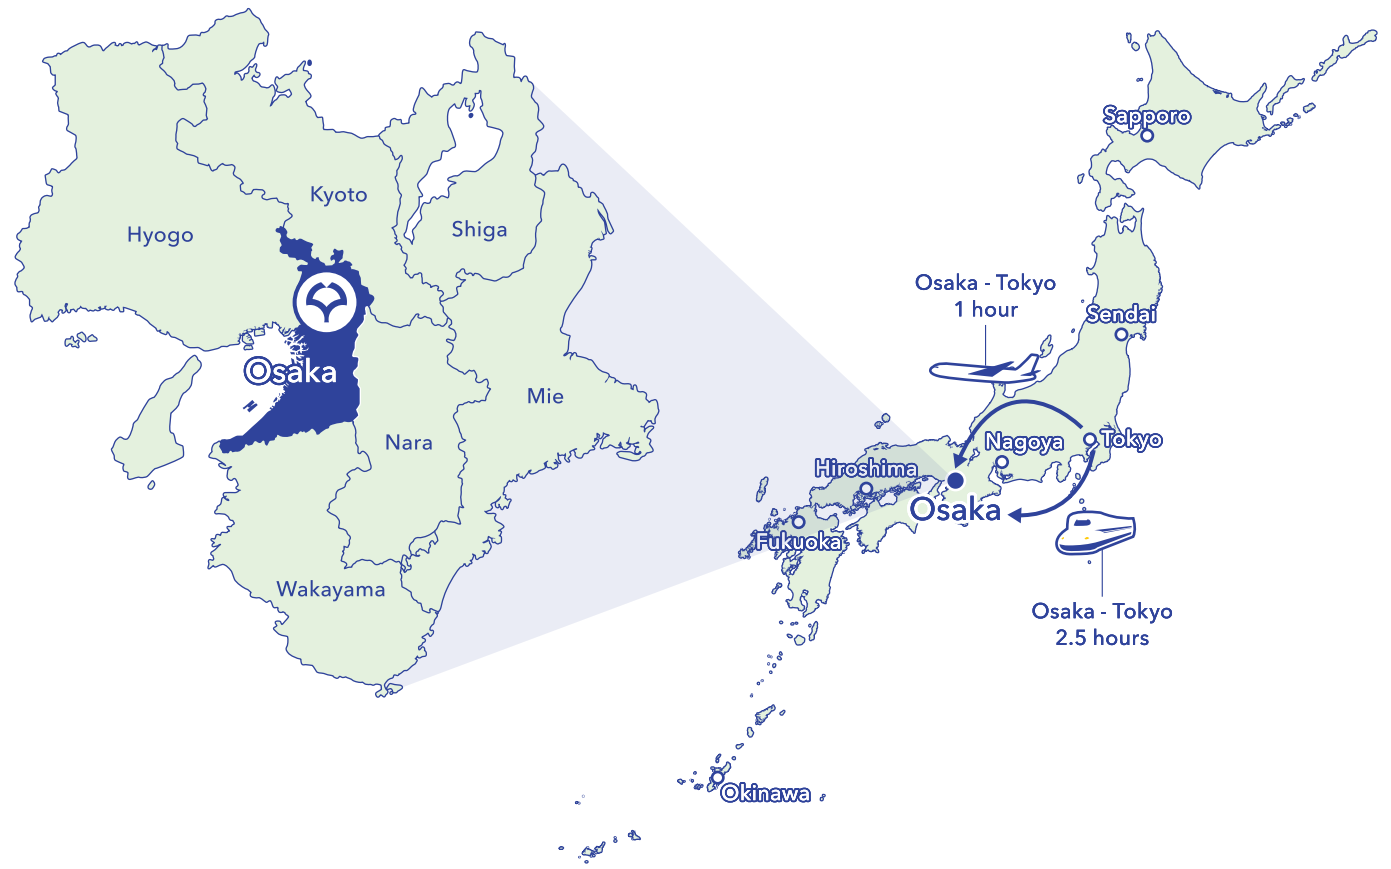 Kyoto
Hyogo
Shiga
Osaka
Mie
Nara
Wakayama
Sapporo
Osaka - Tokyo
1 hour
Sendai
Nagoya
Tokyo
Hiroshima
Osaka
Fukuoka
Osaka - Tokyo
2.5 hours
Okinawa